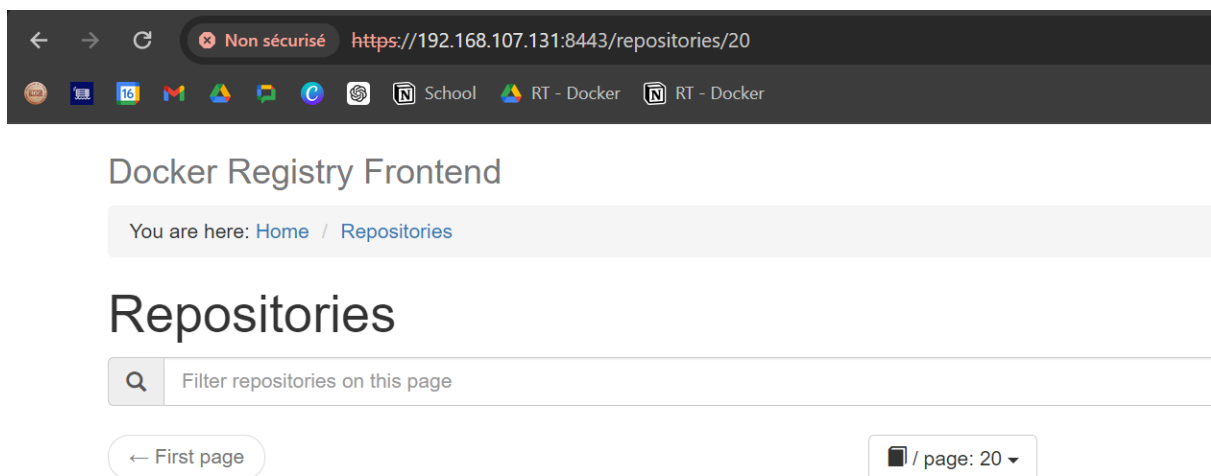 Non sécurisé https://192.168.107.131:8443/repositories/20
16 School RT - Docker RT - Docker
Docker Registry Frontend
You are here: Home / Repositories
Repositories
Filter repositories on this page
← First page / page: 20